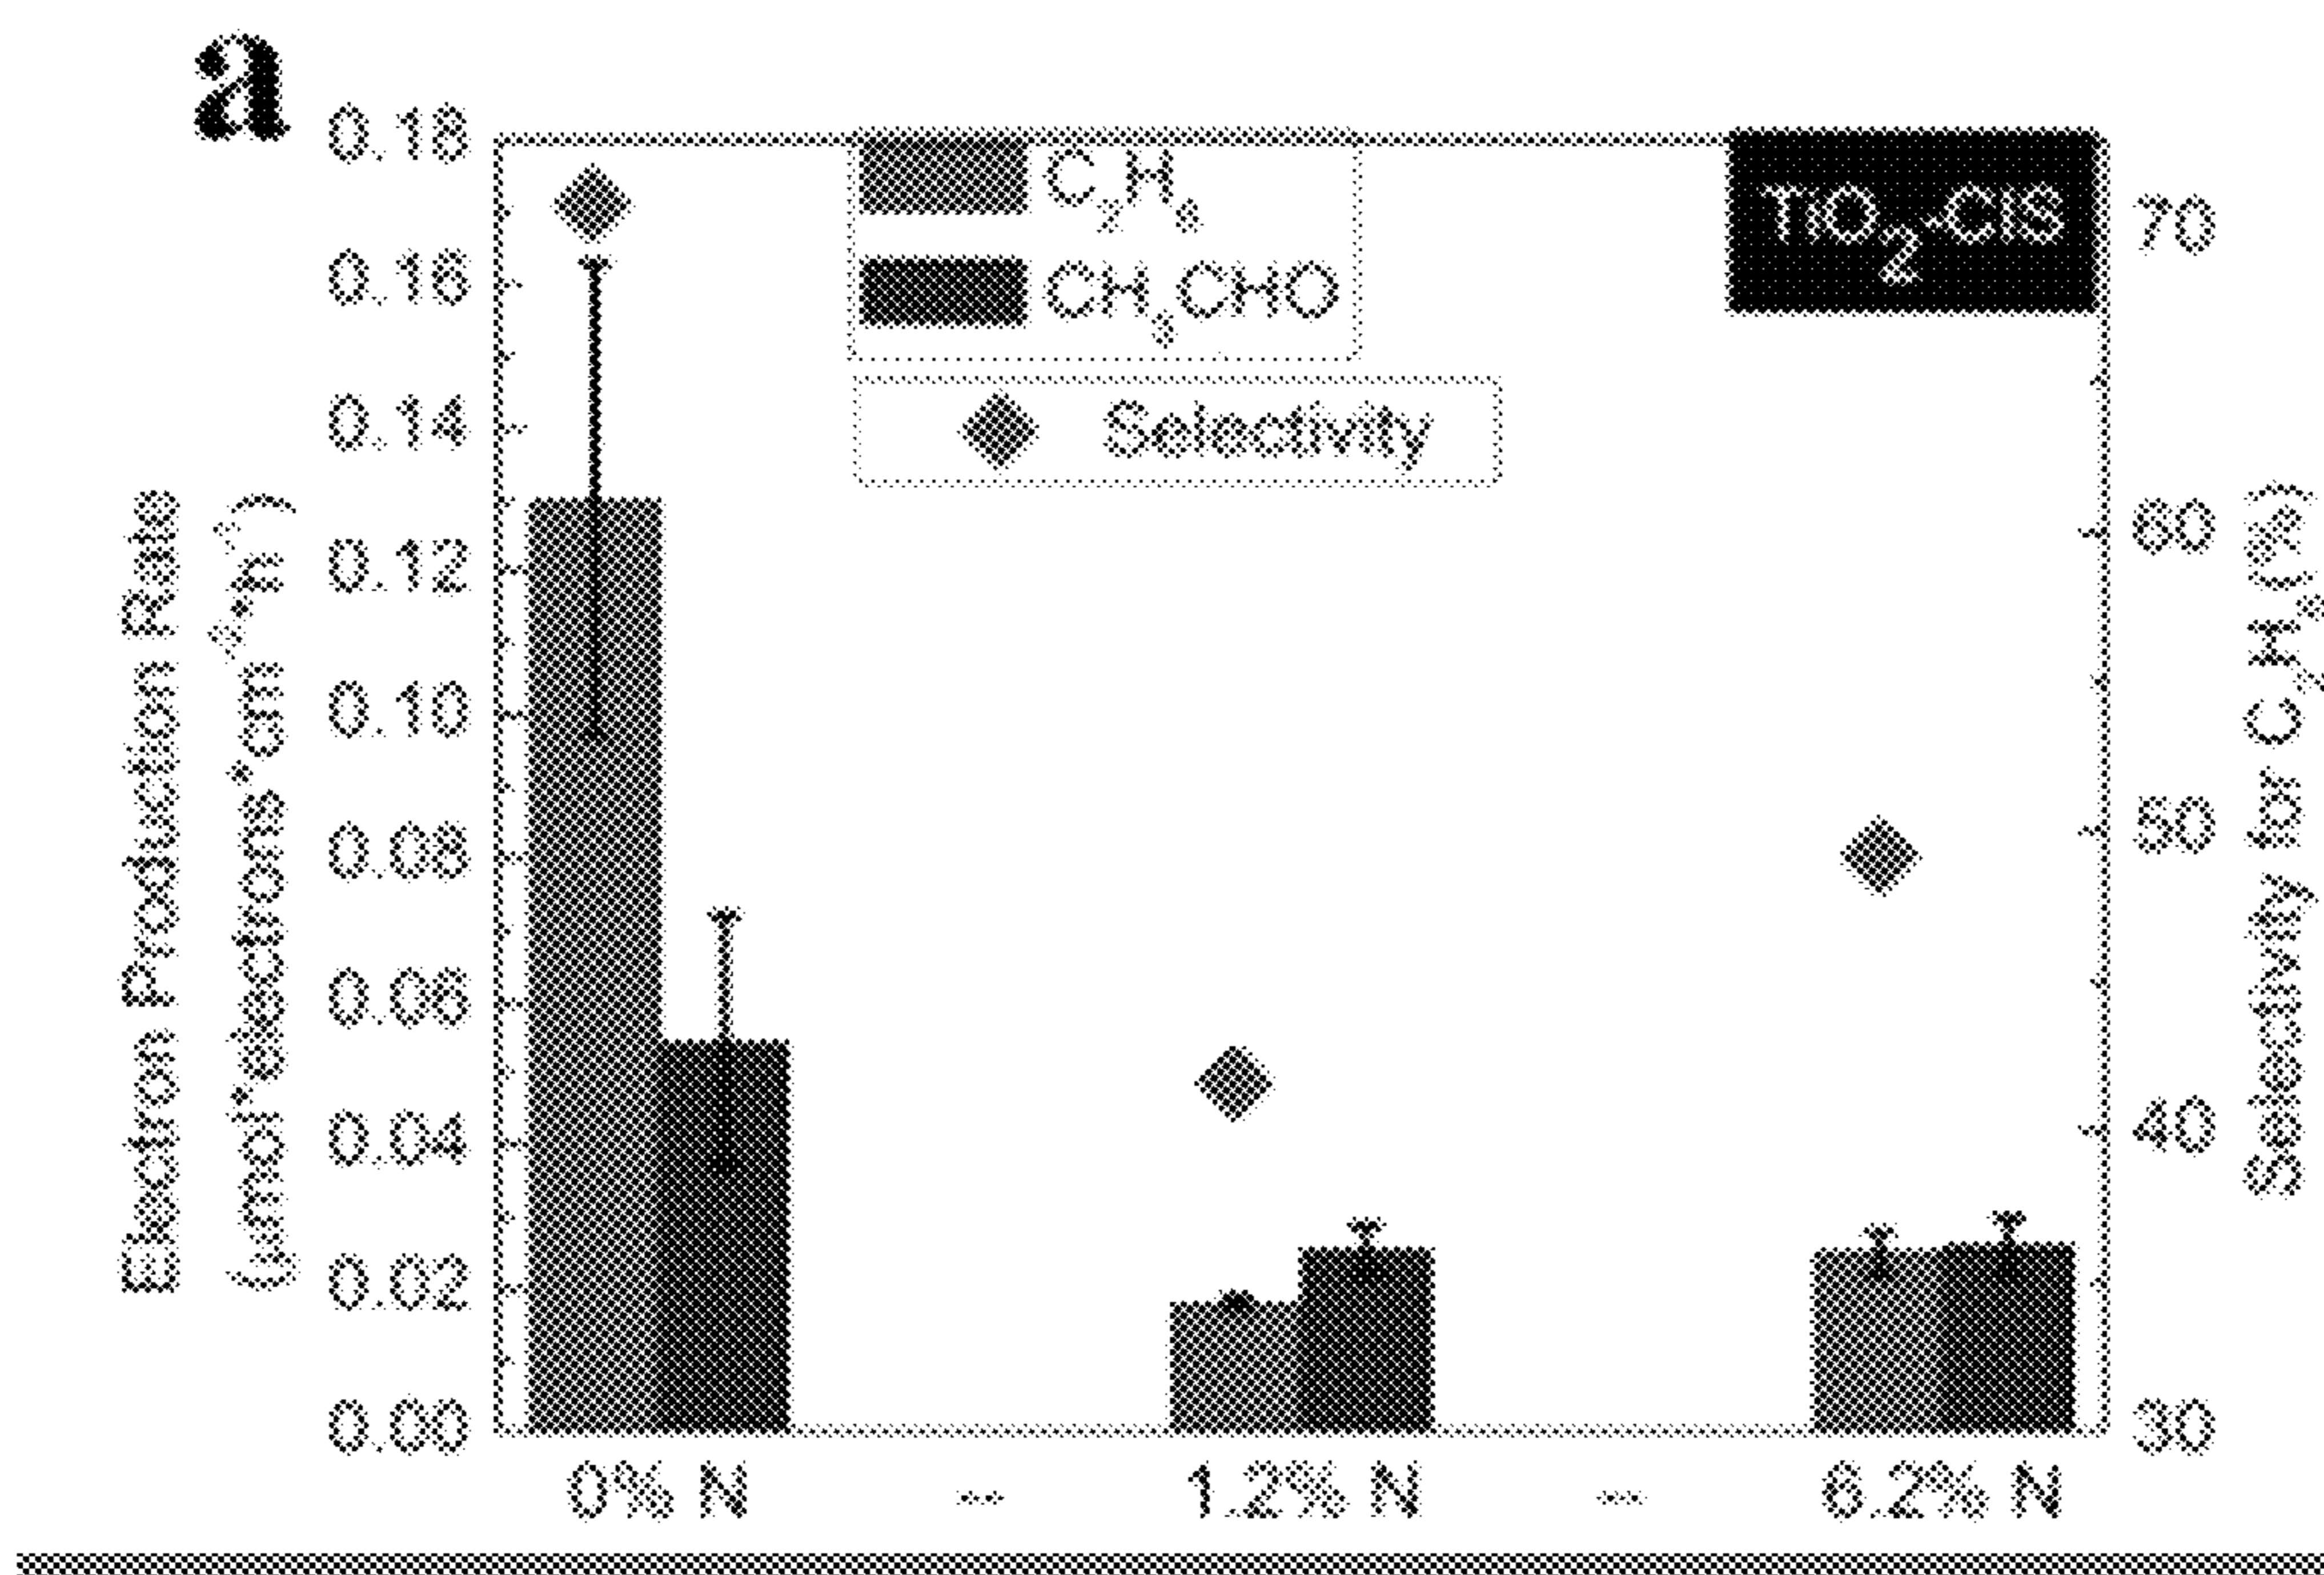 a
0.18
0.16
0.14
0.12
0.10
0.08
0.06
0.04
0.02
0.00
Electron Production Rate
(μmol*electrons*cm⁻²*h⁻¹)
C₂H₆
CH₃CHO
Selectivity
TiO₂-CIS
70
60
50
40
30
Selectivity for C₂H₆(%)
0% N
--
1.2% N
--
6.2% N